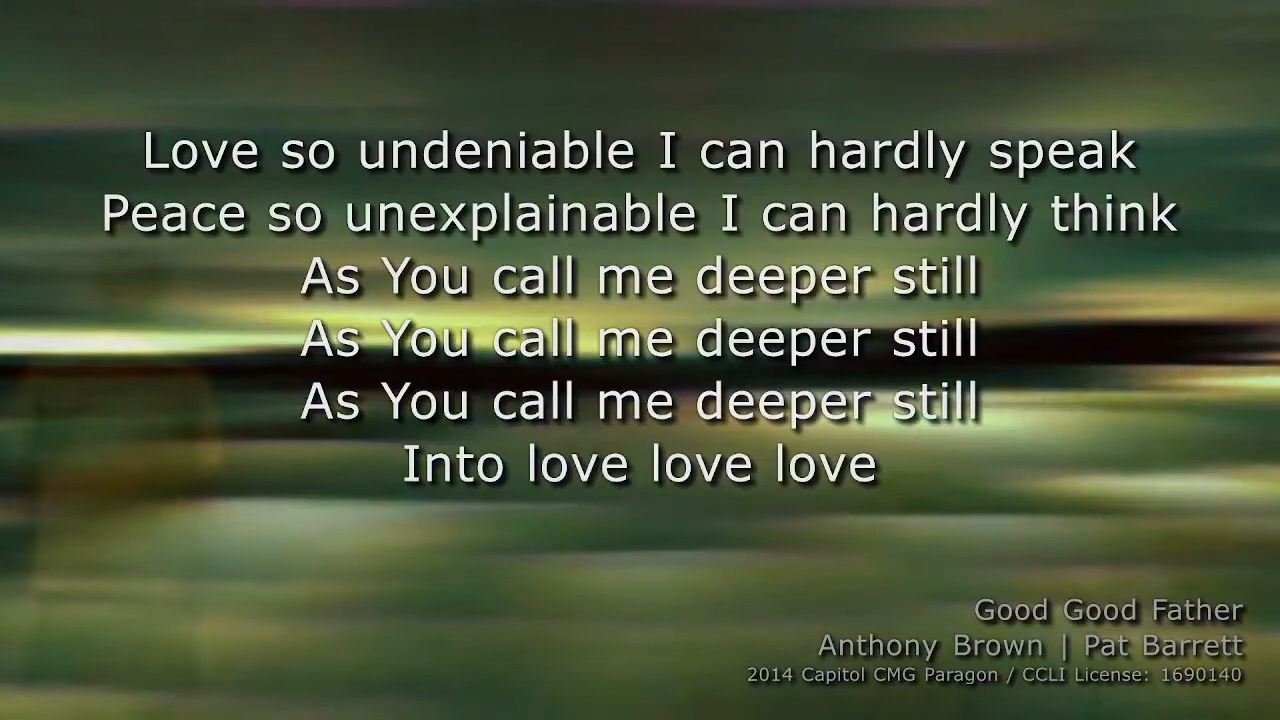 Love so undeniable I can hardly speak
Peace so unexplainable I can hardly think
As You call me deeper still
As You call me deeper still
As You call me deeper still
Into love love love
Good Good Father
Anthony Brown | Pat Barrett
2014 Capitol CMG Paragon / CCLI License: 1690140